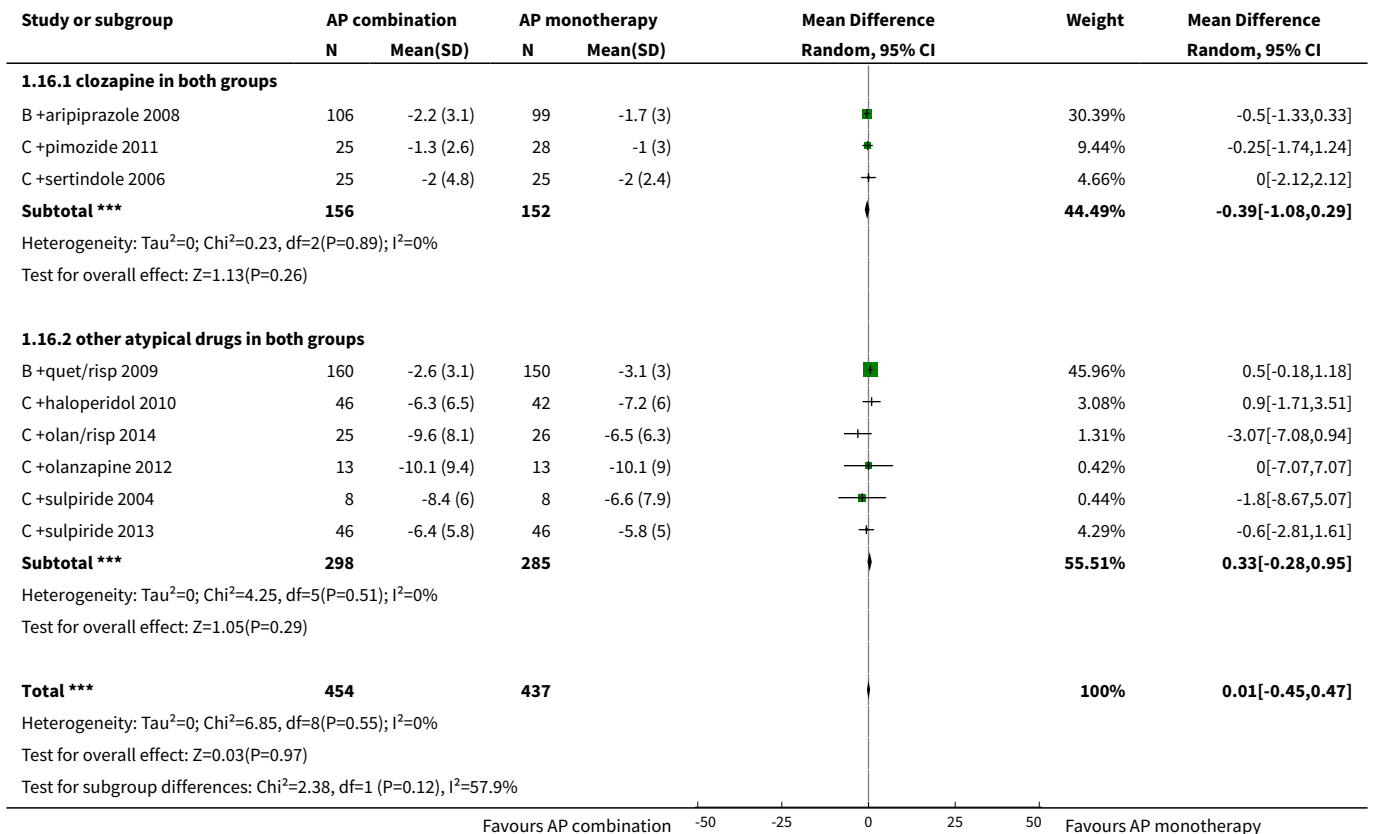 Study or subgroup AP combination AP monotherapy Mean Difference Weight Mean Difference
N Mean(SD) N Mean(SD) Random, 95% CI Random, 95% CI
1.16.1 clozapine in both groups
B +aripiprazole 2008 106 -2.2 (3.1) 99 -1.7 (3) 30.39% -0.5[-1.33,0.33]
C +pimozide 2011 25 -1.3 (2.6) 28 -1 (3) 9.44% -0.25[-1.74,1.24]
C +sertindole 2006 25 -2 (4.8) 25 -2 (2.4) 4.66% 0[-2.12,2.12]
Subtotal *** 156 152 44.49% -0.39[-1.08,0.29]
Heterogeneity: Tau²=0; Chi²=0.23, df=2(P=0.89); I²=0%
Test for overall effect: Z=1.13(P=0.26)
1.16.2 other atypical drugs in both groups
B +quet/risp 2009 160 -2.6 (3.1) 150 -3.1 (3) 45.96% 0.5[-0.18,1.18]
C +haloperidol 2010 46 -6.3 (6.5) 42 -7.2 (6) 3.08% 0.9[-1.71,3.51]
C +olan/risp 2014 25 -9.6 (8.1) 26 -6.5 (6.3) 1.31% -3.07[-7.08,0.94]
C +olanzapine 2012 13 -10.1 (9.4) 13 -10.1 (9) 0.42% 0[-7.07,7.07]
C +sulpiride 2004 8 -8.4 (6) 8 -6.6 (7.9) 0.44% -1.8[-8.67,5.07]
C +sulpiride 2013 46 -6.4 (5.8) 46 -5.8 (5) 4.29% -0.6[-2.81,1.61]
Subtotal *** 298 285 55.51% 0.33[-0.28,0.95]
Heterogeneity: Tau²=0; Chi²=4.25, df=5(P=0.51); I²=0%
Test for overall effect: Z=1.05(P=0.29)
Total *** 454 437 100% 0.01[-0.45,0.47]
Heterogeneity: Tau²=0; Chi²=6.85, df=8(P=0.55); I²=0%
Test for overall effect: Z=0.03(P=0.97)
Test for subgroup differences: Chi²=2.38, df=1 (P=0.12), I²=57.9%
Favours AP combination -50 -25 0 25 50 Favours AP monotherapy